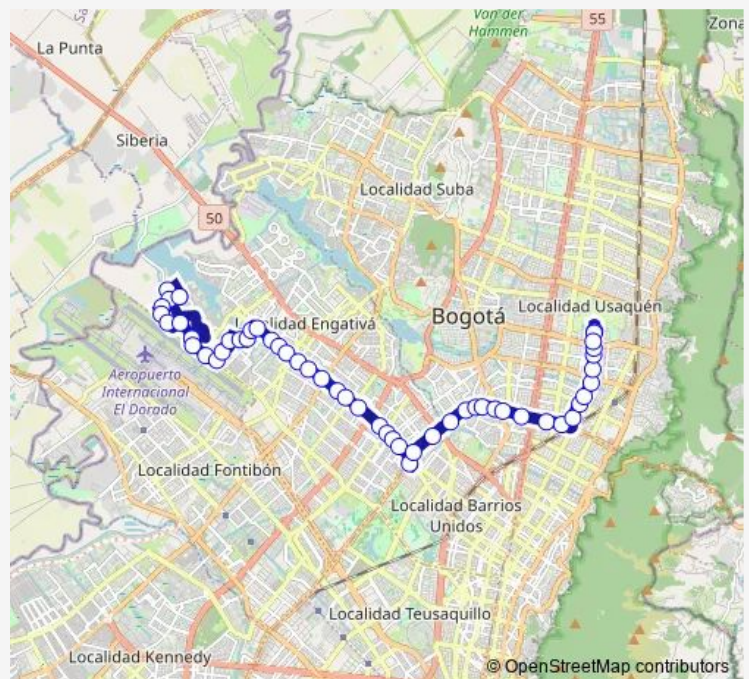 Van der
Hammen
55
Zona
La Punta
Siberia
Localidad Suba
50
Localidad Usaquén
Bogotá
Localidad Engativá
Aeropuerto
Internacional
El Dorado
Localidad Fontibón
Localidad Barrios
Unidos
Localidad Teusaquillo
Localidad Kennedy
© OpenStreetMap contributors